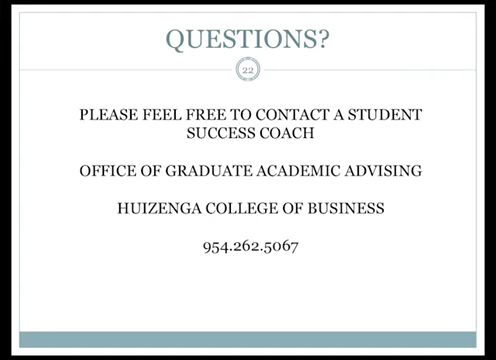 QUESTIONS?
22
PLEASE FEEL FREE TO CONTACT A STUDENT
SUCCESS COACH
OFFICE OF GRADUATE ACADEMIC ADVISING
HUIZENGA COLLEGE OF BUSINESS
954.262.5067